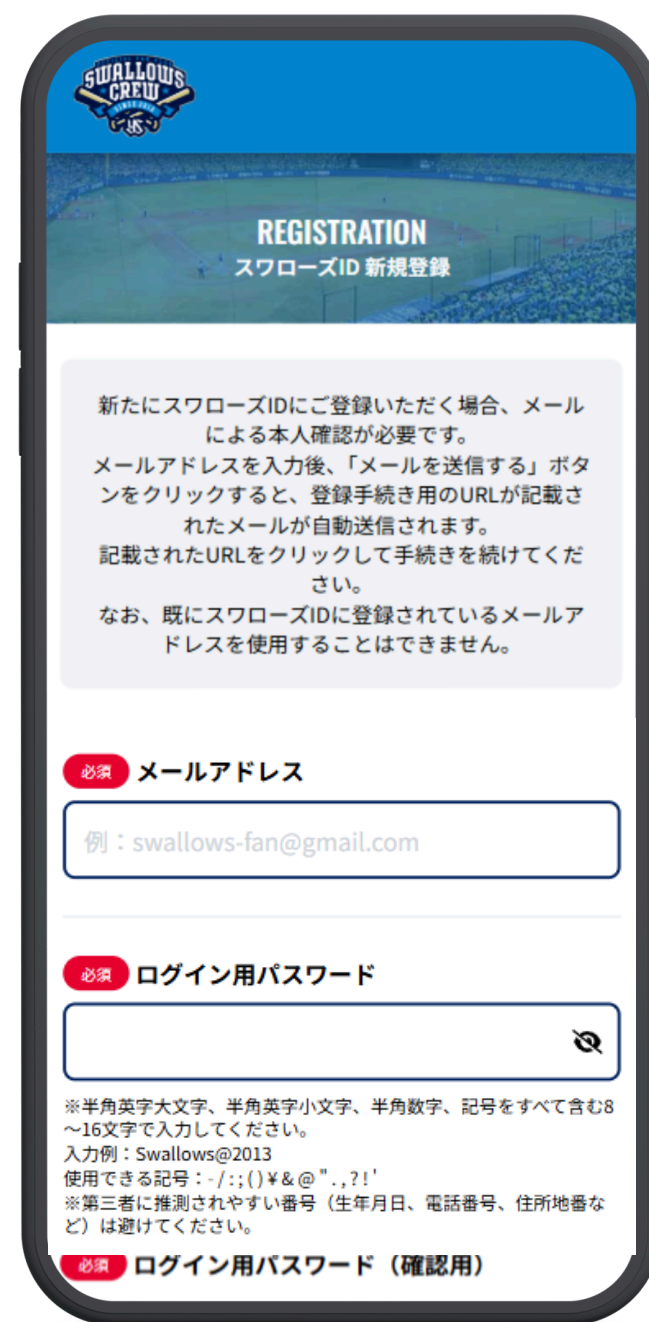 SWALLOWS
CREW
SINCE 2013
YS
REGISTRATION
スワローズID 新規登録
新たにスワローズIDにご登録いただく場合、メール
による本人確認が必要です。
メールアドレスを入力後、「メールを送信する」ボタ
ンをクリックすると、登録手続き用のURLが記載さ
れたメールが自動送信されます。
記載されたURLをクリックして手続きを続けてくだ
さい。
なお、既にスワローズIDに登録されているメールア
ドレスを使用することはできません。
必須 メールアドレス
例：swallows-fan@gmail.com
必須 ログイン用パスワード
※半角英字大文字、半角英字小文字、半角数字、記号をすべて含む8
～16文字で入力してください。
入力例：Swallows@2013
使用できる記号：- / : ; ( ) ¥ & @ " . , ? ! '
※第三者に推測されやすい番号（生年月日、電話番号、住所地番な
ど）は避けてください。
必須 ログイン用パスワード（確認用）